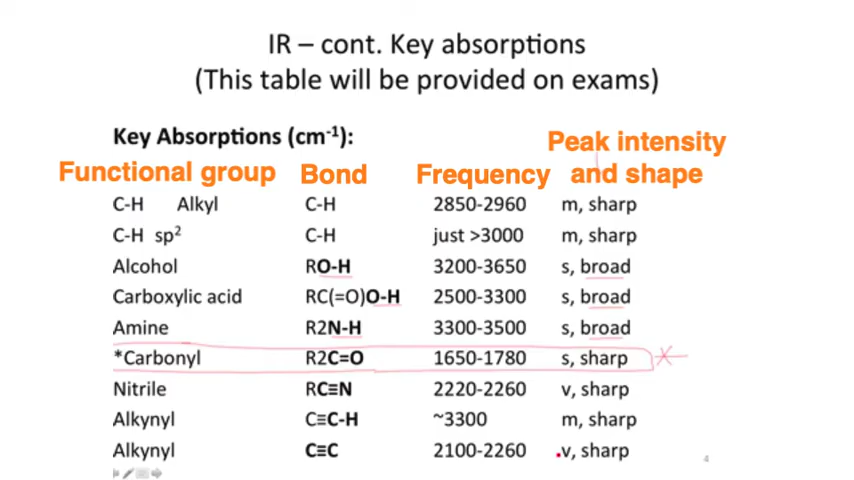 IR – cont. Key absorptions
(This table will be provided on exams)
Key Absorptions (cm-1):
Peak intensity
Functional group Bond Frequency and shape
C-H Alkyl C-H 2850-2960 m, sharp
C-H sp2 C-H just >3000 m, sharp
Alcohol RO-H 3200-3650 s, broad
Carboxylic acid RC(=O)O-H 2500-3300 s, broad
Amine R2N-H 3300-3500 s, broad
*Carbonyl R2C=O 1650-1780 s, sharp
Nitrile RC≡N 2220-2260 v, sharp
Alkynyl C≡C-H ~3300 m, sharp
Alkynyl C≡C 2100-2260 v, sharp
4